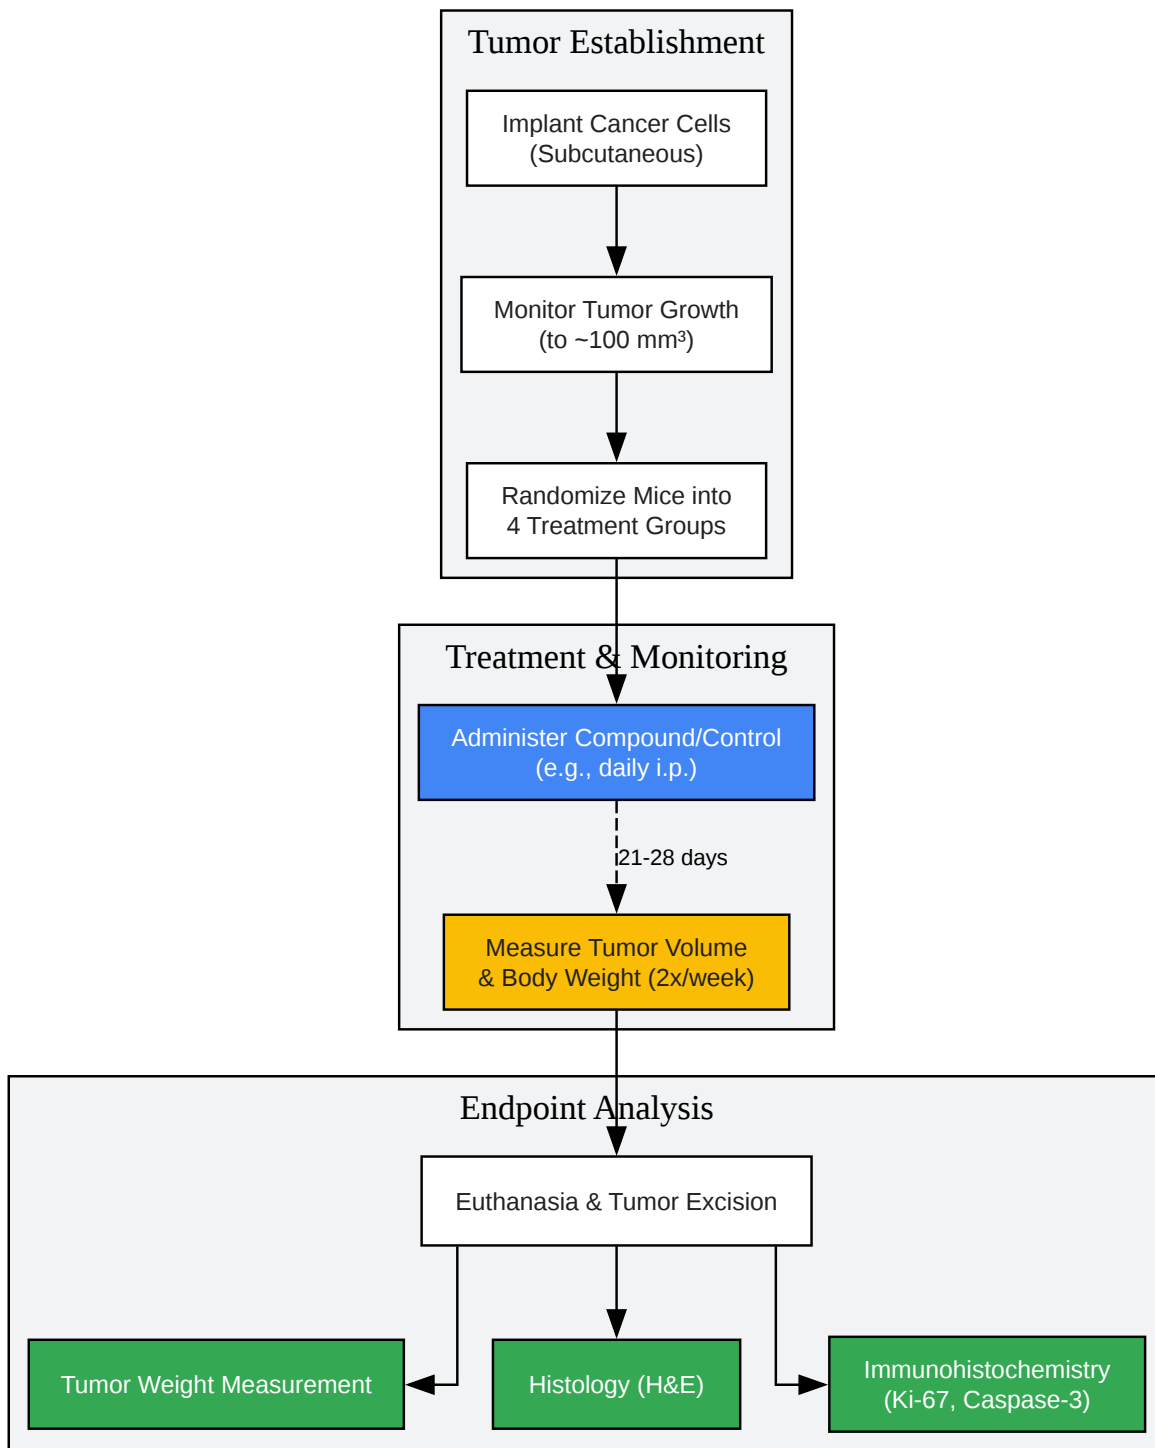 Tumor Establishment
Implant Cancer Cells
(Subcutaneous)
Monitor Tumor Growth
(to ~100 mm³)
Randomize Mice into
4 Treatment Groups
Treatment & Monitoring
Administer Compound/Control
(e.g., daily i.p.)
21-28 days
Measure Tumor Volume
& Body Weight (2x/week)
Endpoint Analysis
Euthanasia & Tumor Excision
Tumor Weight Measurement
Histology (H&E)
Immunohistochemistry
(Ki-67, Caspase-3)